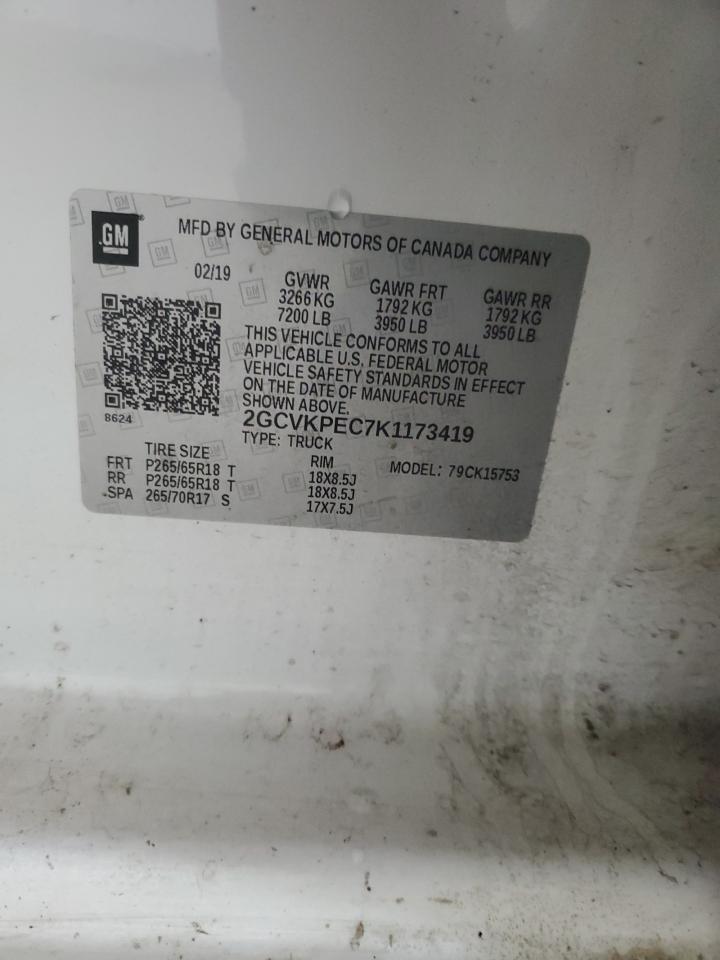 GM
MFD BY GENERAL MOTORS OF CANADA COMPANY
02/19
GVWR
3266 KG
7200 LB
GAWR FRT
1792 KG
3950 LB
GAWR RR
1792 KG
3950 LB
THIS VEHICLE CONFORMS TO ALL
APPLICABLE U.S. FEDERAL MOTOR
VEHICLE SAFETY STANDARDS IN EFFECT
ON THE DATE OF MANUFACTURE
SHOWN ABOVE.
8624
2GCVKPEC7K1173419
TYPE: TRUCK
MODEL: 79CK15753
TIRE SIZE RIM
FRT P265/65R18 T 18X8.5J
RR P265/65R18 T 18X8.5J
SPA 265/70R17 S 17X7.5J